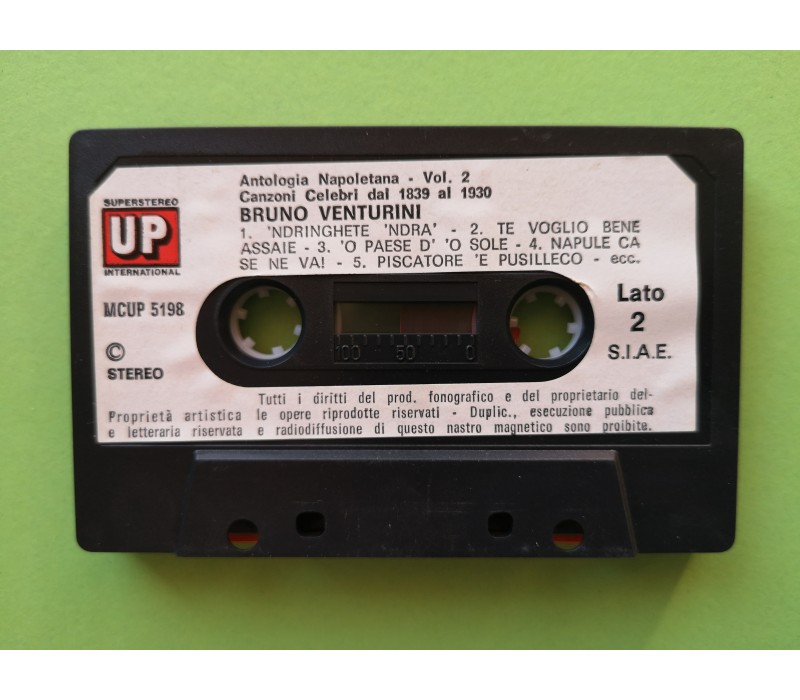 Antologia Napoletana - Vol. 2
Canzoni Celebri dal 1839 al 1930
BRUNO VENTURINI
1. 'NDRINGHETE 'NDRA' - 2. TE VOGLIO BENE
ASSAIE - 3. 'O PAESE D' 'O SOLE - 4. NAPULE CA
SE NE VA! - 5. PISCATORE 'E PUSILLECO - ecc.
SUPERSTEREO
UP
INTERNATIONAL
MCUP 5198
©
STEREO
100 50 0
Lato
2
S.I.A.E.
Tutti i diritti del prod. fonografico e del proprietario del-
Proprietà artistica le opere riprodotte riservati - Duplic., esecuzione pubblica
e letteraria riservata e radiodiffusione di questo nastro magnetico sono proibite.